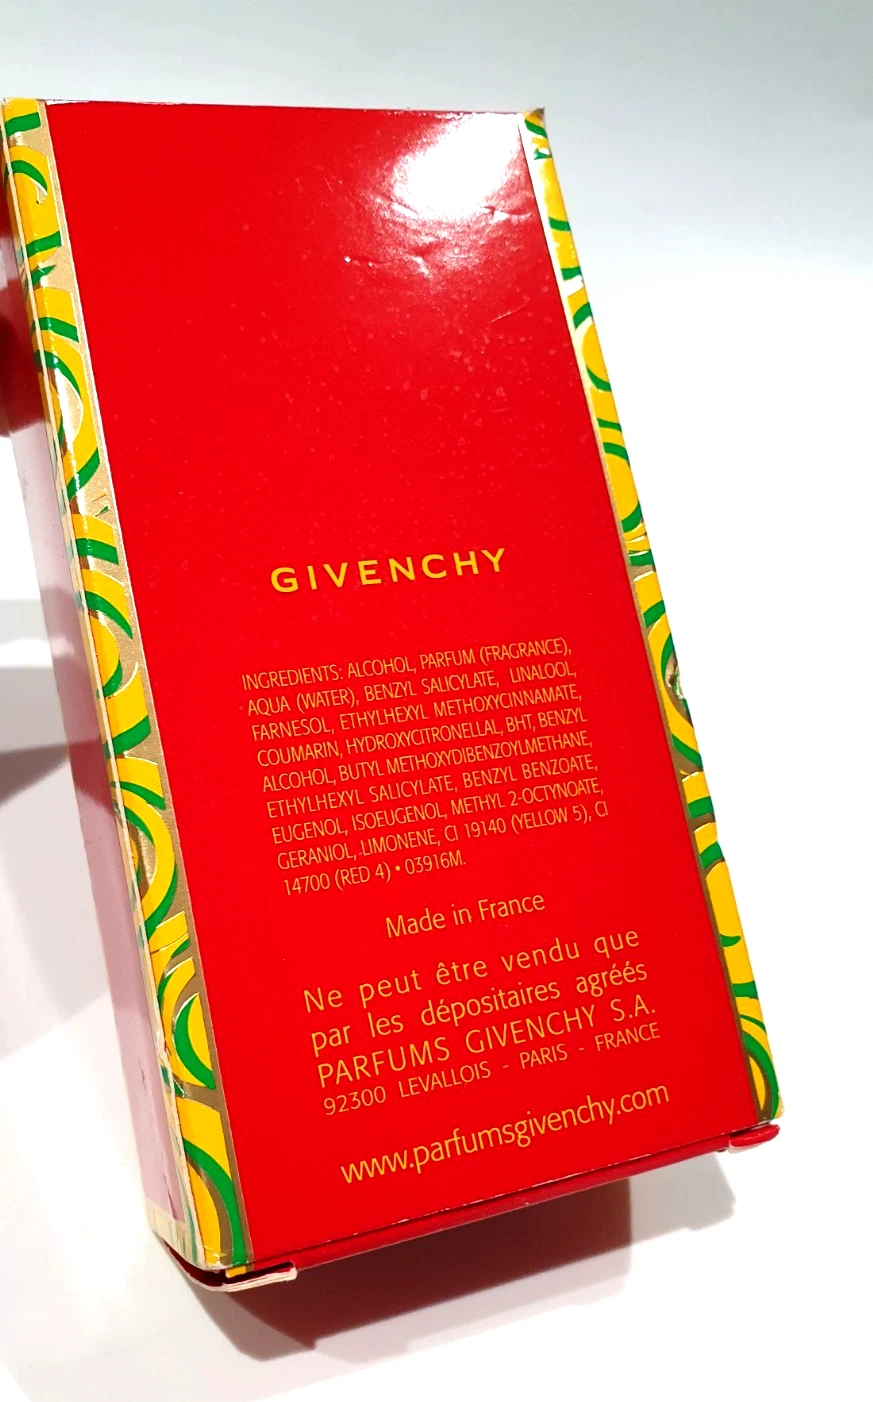 GIVENCHY
INGREDIENTS: ALCOHOL, PARFUM (FRAGRANCE),
AQUA (WATER), BENZYL SALICYLATE, LINALOOL,
FARNESOL, ETHYLHEXYL METHOXYCINNAMATE,
COUMARIN, HYDROXYCITRONELLAL, BHT, BENZYL
ALCOHOL, BUTYL METHOXYDIBENZOYLMETHANE,
ETHYLHEXYL SALICYLATE, BENZYL BENZOATE,
EUGENOL, ISOEUGENOL, METHYL 2-OCTYNOATE,
GERANIOL, LIMONENE, CI 19140 (YELLOW 5), CI
14700 (RED 4) • 03916M.
Made in France
Ne peut être vendu que
par les dépositaires agréés
PARFUMS GIVENCHY S.A.
92300 LEVALLOIS - PARIS - FRANCE
www.parfumsgivenchy.com